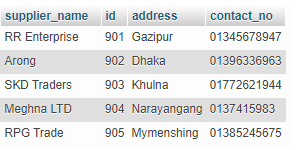 supplier_name id address contact_no
RR Enterprise 901 Gazipur 01345678947
Arong 902 Dhaka 01396336963
SKD Traders 903 Khulna 01772621944
Meghna LTD 904 Narayangang 0137415983
RPG Trade 905 Mymenshing 01385245675